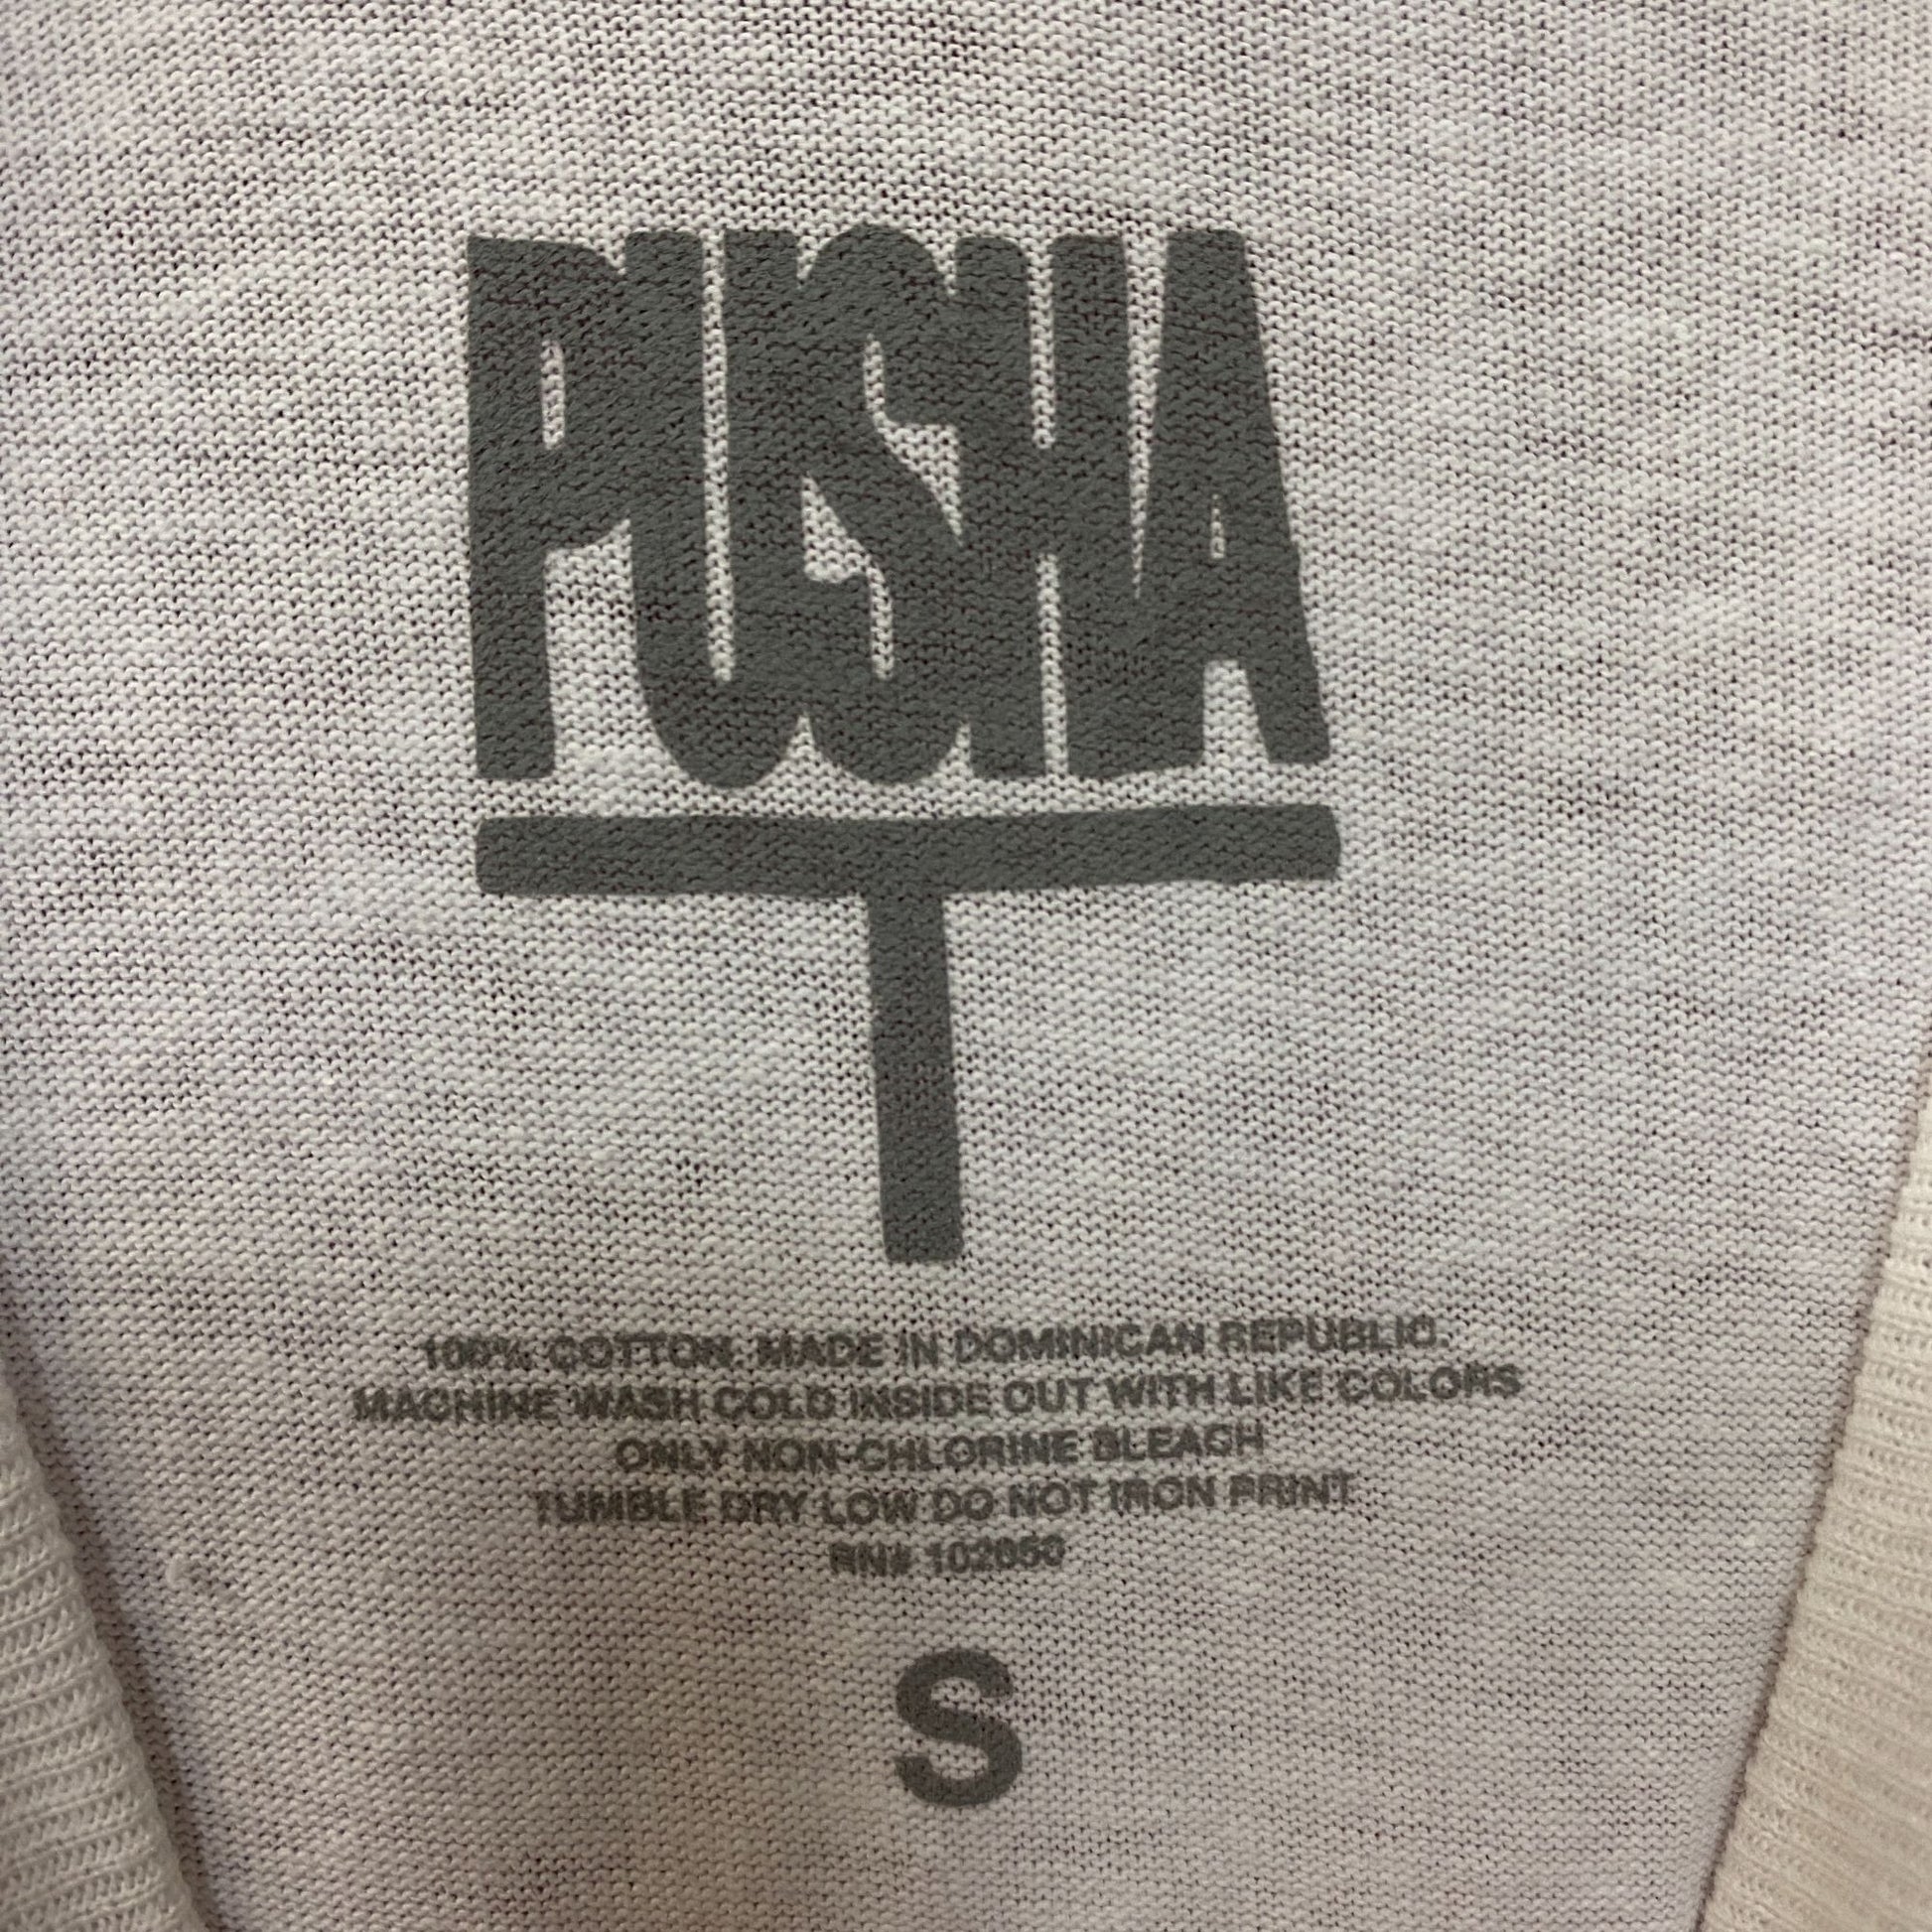 PUSHA
T
100% COTTON. MADE IN DOMINICAN REPUBLIC.
MACHINE WASH COLD INSIDE OUT WITH LIKE COLORS
ONLY NON-CHLORINE BLEACH
TUMBLE DRY LOW DO NOT IRON PRINT
RN#
S